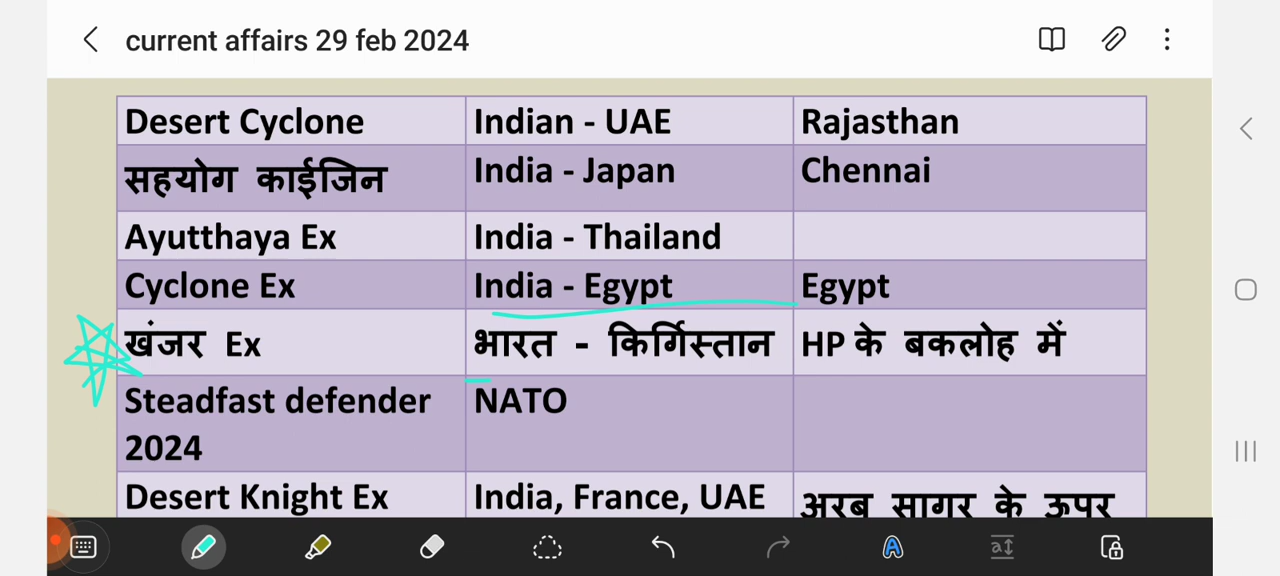 current affairs 29 feb 2024
Desert Cyclone Indian - UAE Rajasthan
सहयोग काईजिन India - Japan Chennai
Ayutthaya Ex India - Thailand
Cyclone Ex India - Egypt Egypt
खंजर Ex भारत - किर्गिस्तान HP के बकलोह में
Steadfast defender NATO
2024
Desert Knight Ex India, France, UAE अरब सागर के ऊपर